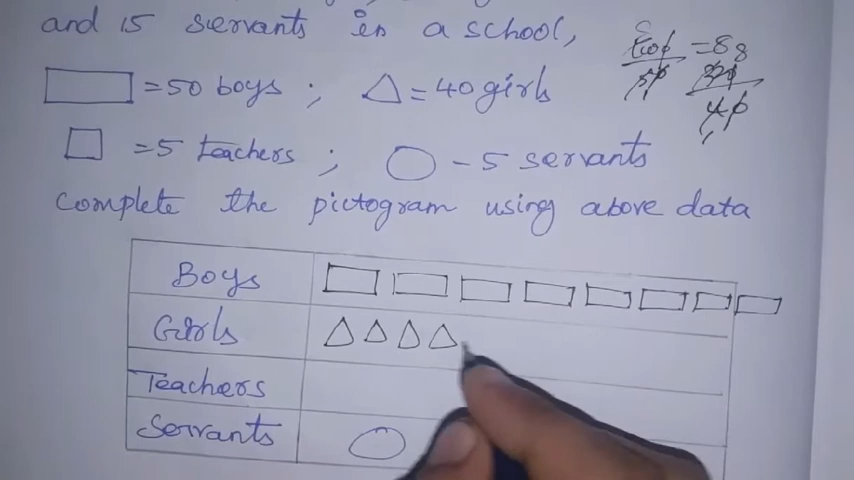 and 15 servants in a school,
= 50 boys ; = 40 girls
= 5 teachers ; - 5 servants
complete the pictogram using above data
Boys
Girls
Teachers
Servants
= 8